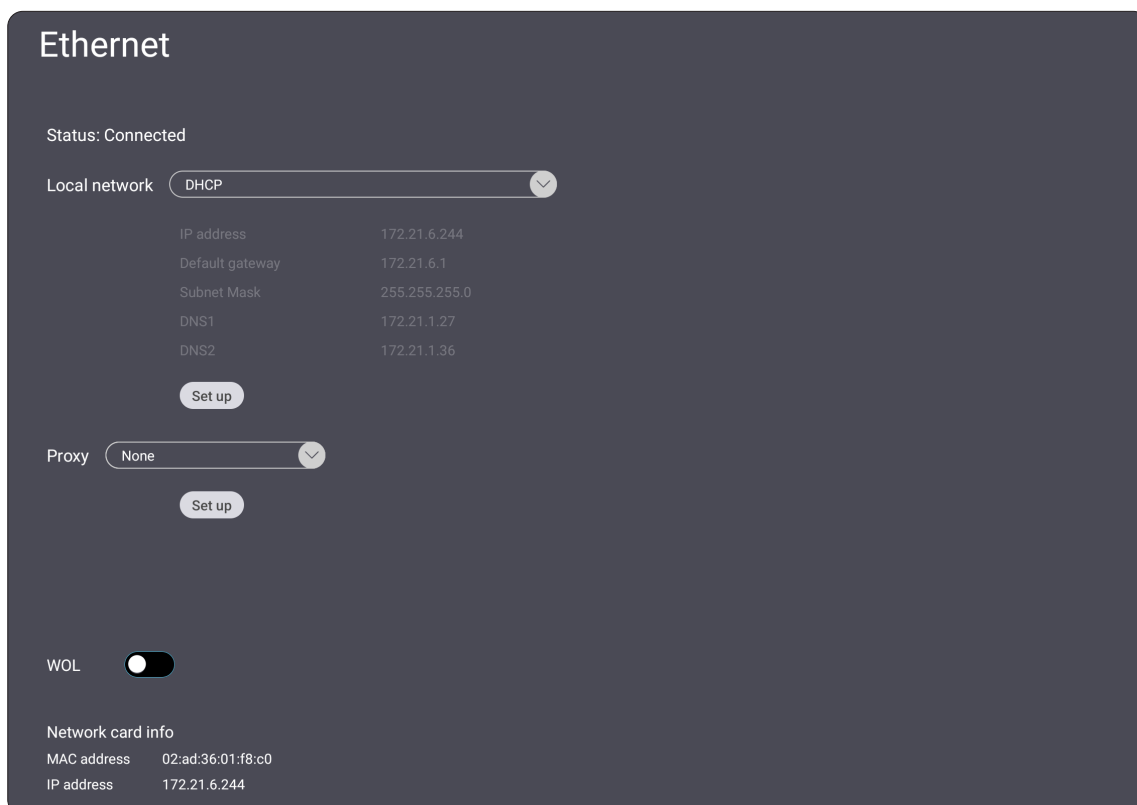 Ethernet
Status: Connected
Local network DHCP
IP address 172.21.6.244
Default gateway 172.21.6.1
Subnet Mask 255.255.255.0
DNS1 172.21.1.27
DNS2 172.21.1.36
Set up
Proxy None
Set up
WOL
Network card info
MAC address 02:ad:36:01:f8:c0
IP address 172.21.6.244